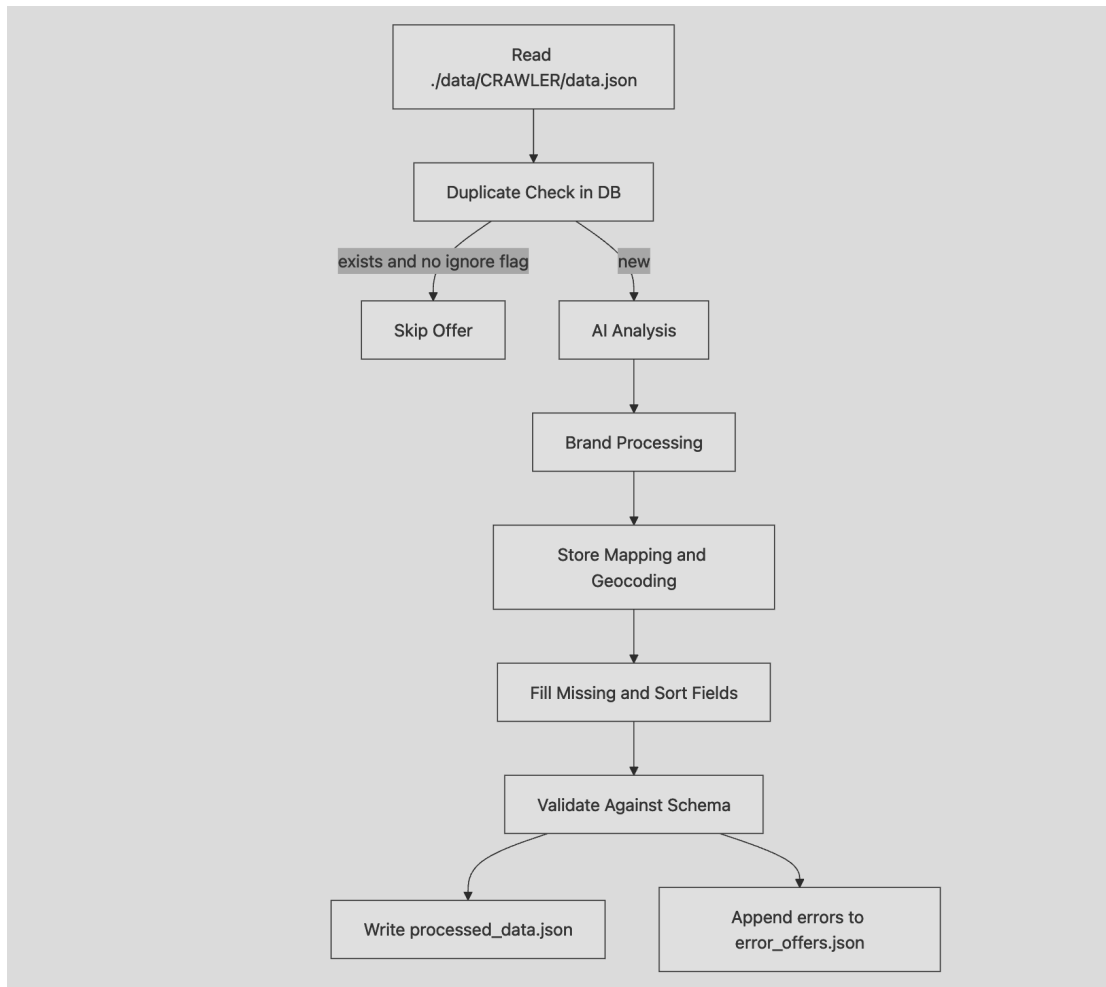 Read
./data/CRAWLER/data.json
Duplicate Check in DB
exists and no ignore flag
new
Skip Offer
AI Analysis
Brand Processing
Store Mapping and
Geocoding
Fill Missing and Sort Fields
Validate Against Schema
Write processed_data.json
Append errors to
error_offers.json